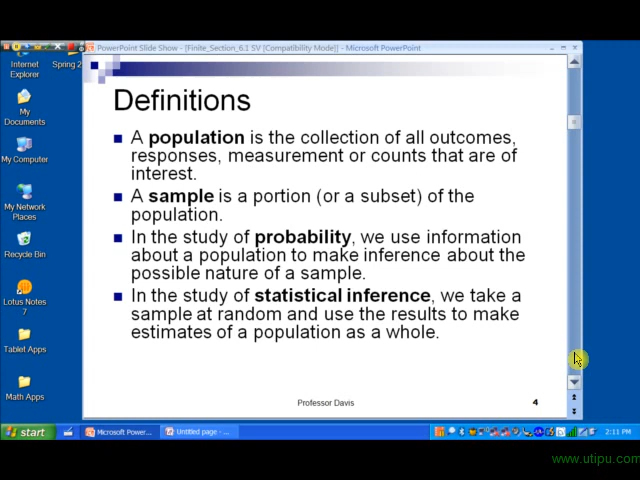 PowerPoint Slide Show - [Finite_Section_6.1 SV [Compatibility Mode]] - Microsoft PowerPoint
Internet
Explorer
Spring 2
My
Documents
My Computer
My Network
Places
Recycle Bin
Lotus Notes
7
Tablet Apps
Math Apps
Definitions
A population is the collection of all outcomes,
responses, measurement or counts that are of
interest.
A sample is a portion (or a subset) of the
population.
In the study of probability, we use information
about a population to make inference about the
possible nature of a sample.
In the study of statistical inference, we take a
sample at random and use the results to make
estimates of a population as a whole.
Professor Davis
4
start
Microsoft PowerP...
Untitled page - ...
2:11 PM
www.utipu.com